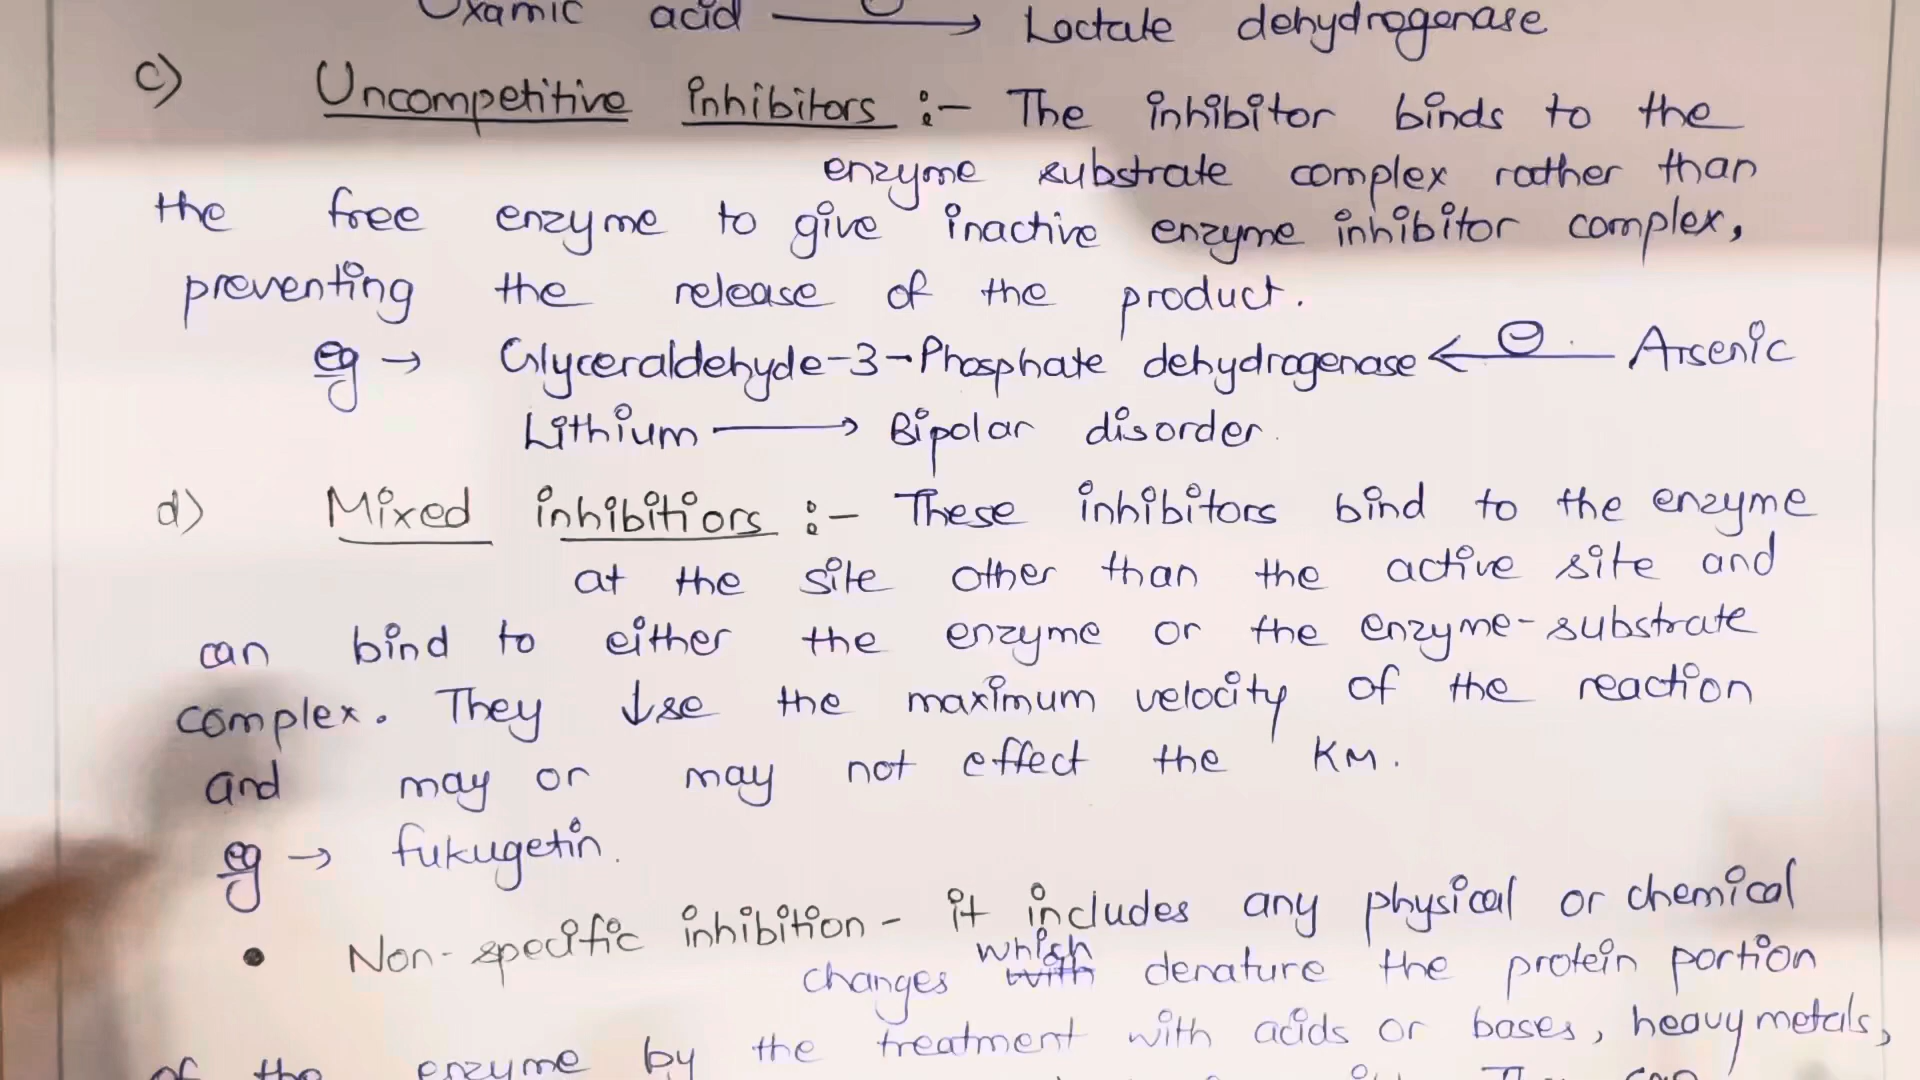 Oxamic acid ⊖→ Lactate dehydrogenase
c) Uncompetitive inhibitors :- The inhibitor binds to the
enzyme substrate complex rather than
the free enzyme to give inactive enzyme inhibitor complex,
preventing the release of the product.
eg → Glyceraldehyde-3-Phosphate dehydrogenase ←⊖ Arsenic
Lithium → Bipolar disorder.
d) Mixed inhibitiors :- These inhibitors bind to the enzyme
at the site other than the active site and
can bind to either the enzyme or the enzyme-substrate
complex. They ↓se the maximum velocity of the reaction
and may or may not effect the KM.
eg → fukugetin.
• Non-specific inhibition - it includes any physical or chemical
changes which denature the protein portion
of the enzyme by the treatment with acids or bases, heavy metals,